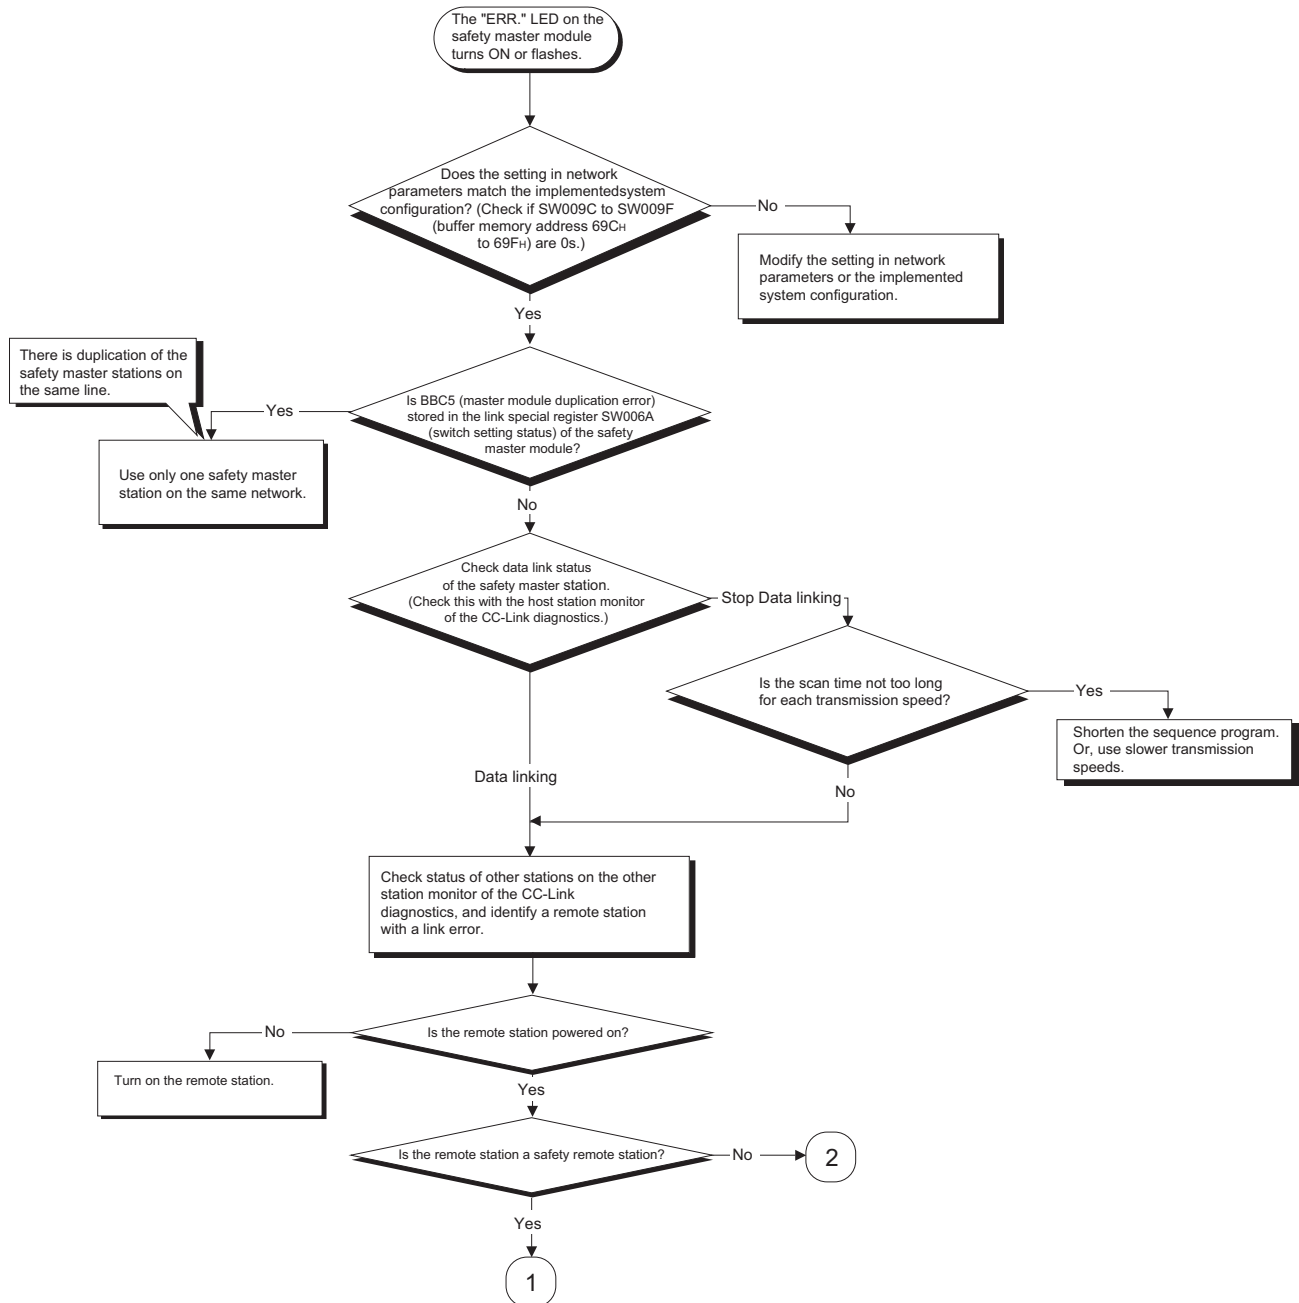 The "ERR." LED on the
safety master module
turns ON or flashes.
Does the setting in network
parameters match the implementedsystem
configuration? (Check if SW009C to SW009F
(buffer memory address 69CH
to 69FH) are 0s.)
No
Modify the setting in network
parameters or the implemented
system configuration.
Yes
There is duplication of the
safety master stations on
the same line.
Is BBC5 (master module duplication error)
stored in the link special register SW006A
(switch setting status) of the safety
master module?
Yes
Use only one safety master
station on the same network.
No
Check data link status
of the safety master station.
(Check this with the host station monitor
of the CC-Link diagnostics.)
Stop Data linking
Is the scan time not too long
for each transmission speed?
Yes
Shorten the sequence program.
Or, use slower transmission
speeds.
Data linking
No
Check status of other stations on the other
station monitor of the CC-Link
diagnostics, and identify a remote station
with a link error.
Is the remote station powered on?
No
Turn on the remote station.
Yes
Is the remote station a safety remote station?
No
2
Yes
1